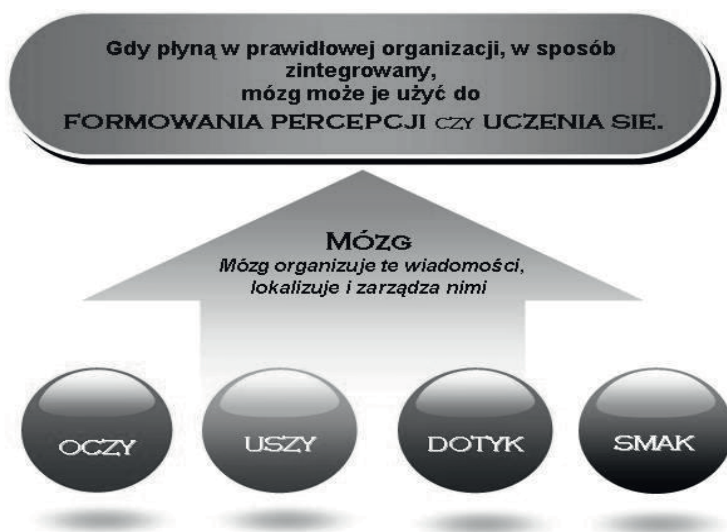 Gdy płyną w prawidłowej organizacji, w sposób
zintegrowany,
mózg może je użyć do
FORMOWANIA PERCEPCJI CZY UCZENIA SIE.
MÓZG
Mózg organizuje te wiadomości,
lokalizuje i zarządza nimi
OCZY
USZY
DOTYK
SMAK